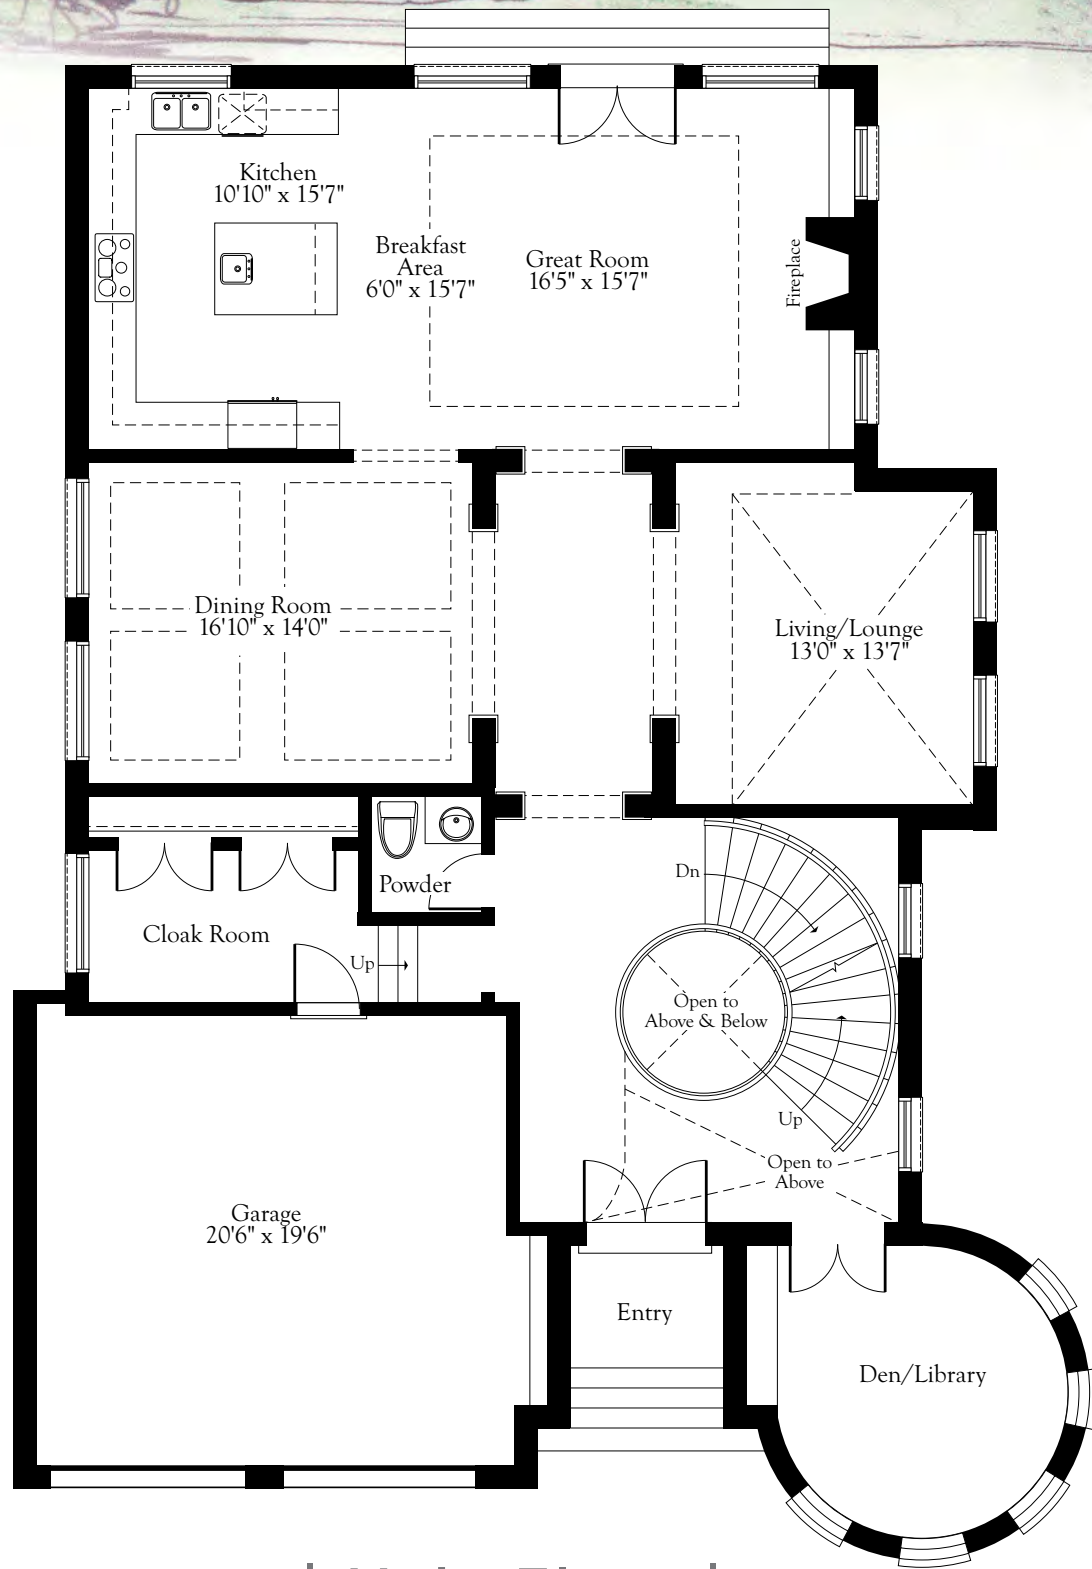 Kitchen
10'10" x 15'7"
Breakfast
Area
6'0" x 15'7"
Great Room
16'5" x 15'7"
Fireplace
Dining Room
16'10" x 14'0"
Living/Lounge
13'0" x 13'7"
Powder
Dn
Cloak Room
Up
Open to
Above & Below
Up
Open to
Above
Garage
20'6" x 19'6"
Entry
Den/Library